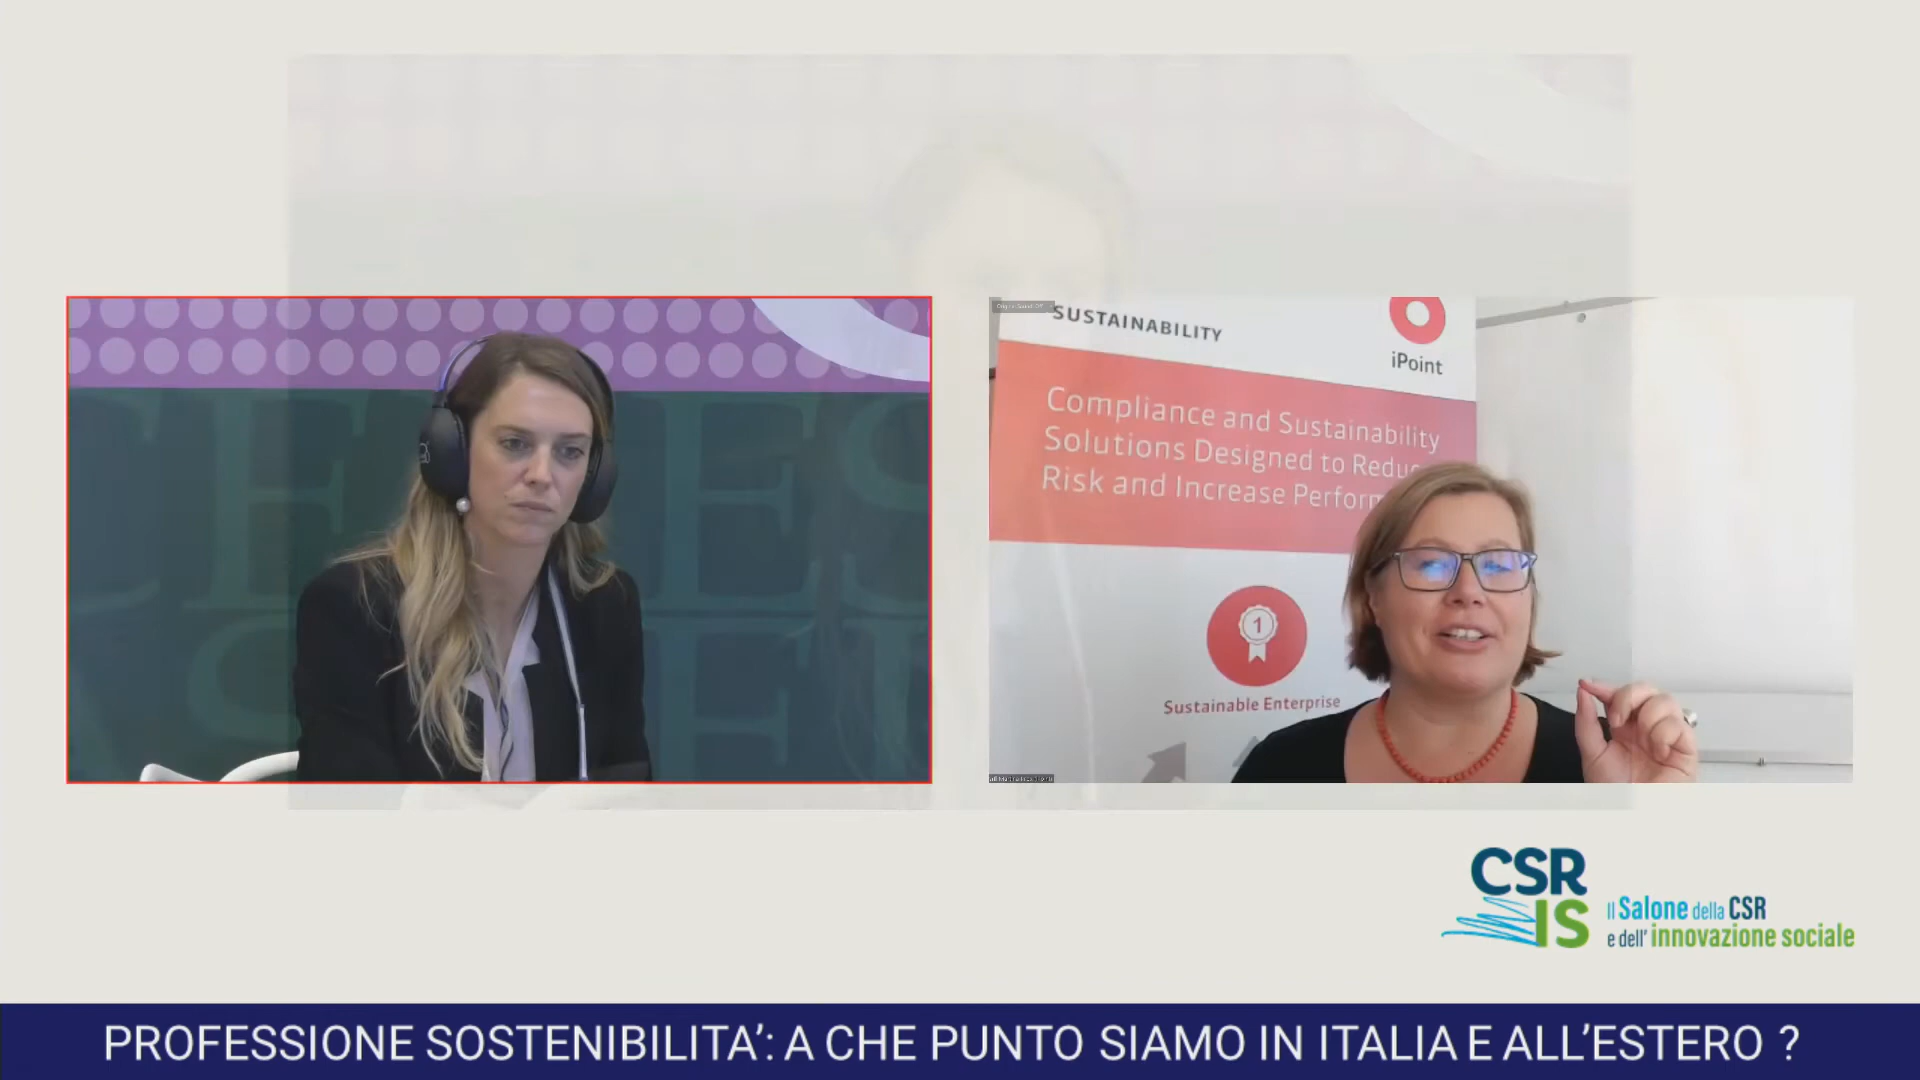 SUSTAINABILITY
iPoint
Compliance and Sustainability
Solutions Designed to Redu
Risk and Increase Perform
1
Sustainable Enterprise
CSR
IS
Il Salone della CSR
e dell' innovazione sociale
PROFESSIONE SOSTENIBILITA': A CHE PUNTO SIAMO IN ITALIA E ALL'ESTERO ?